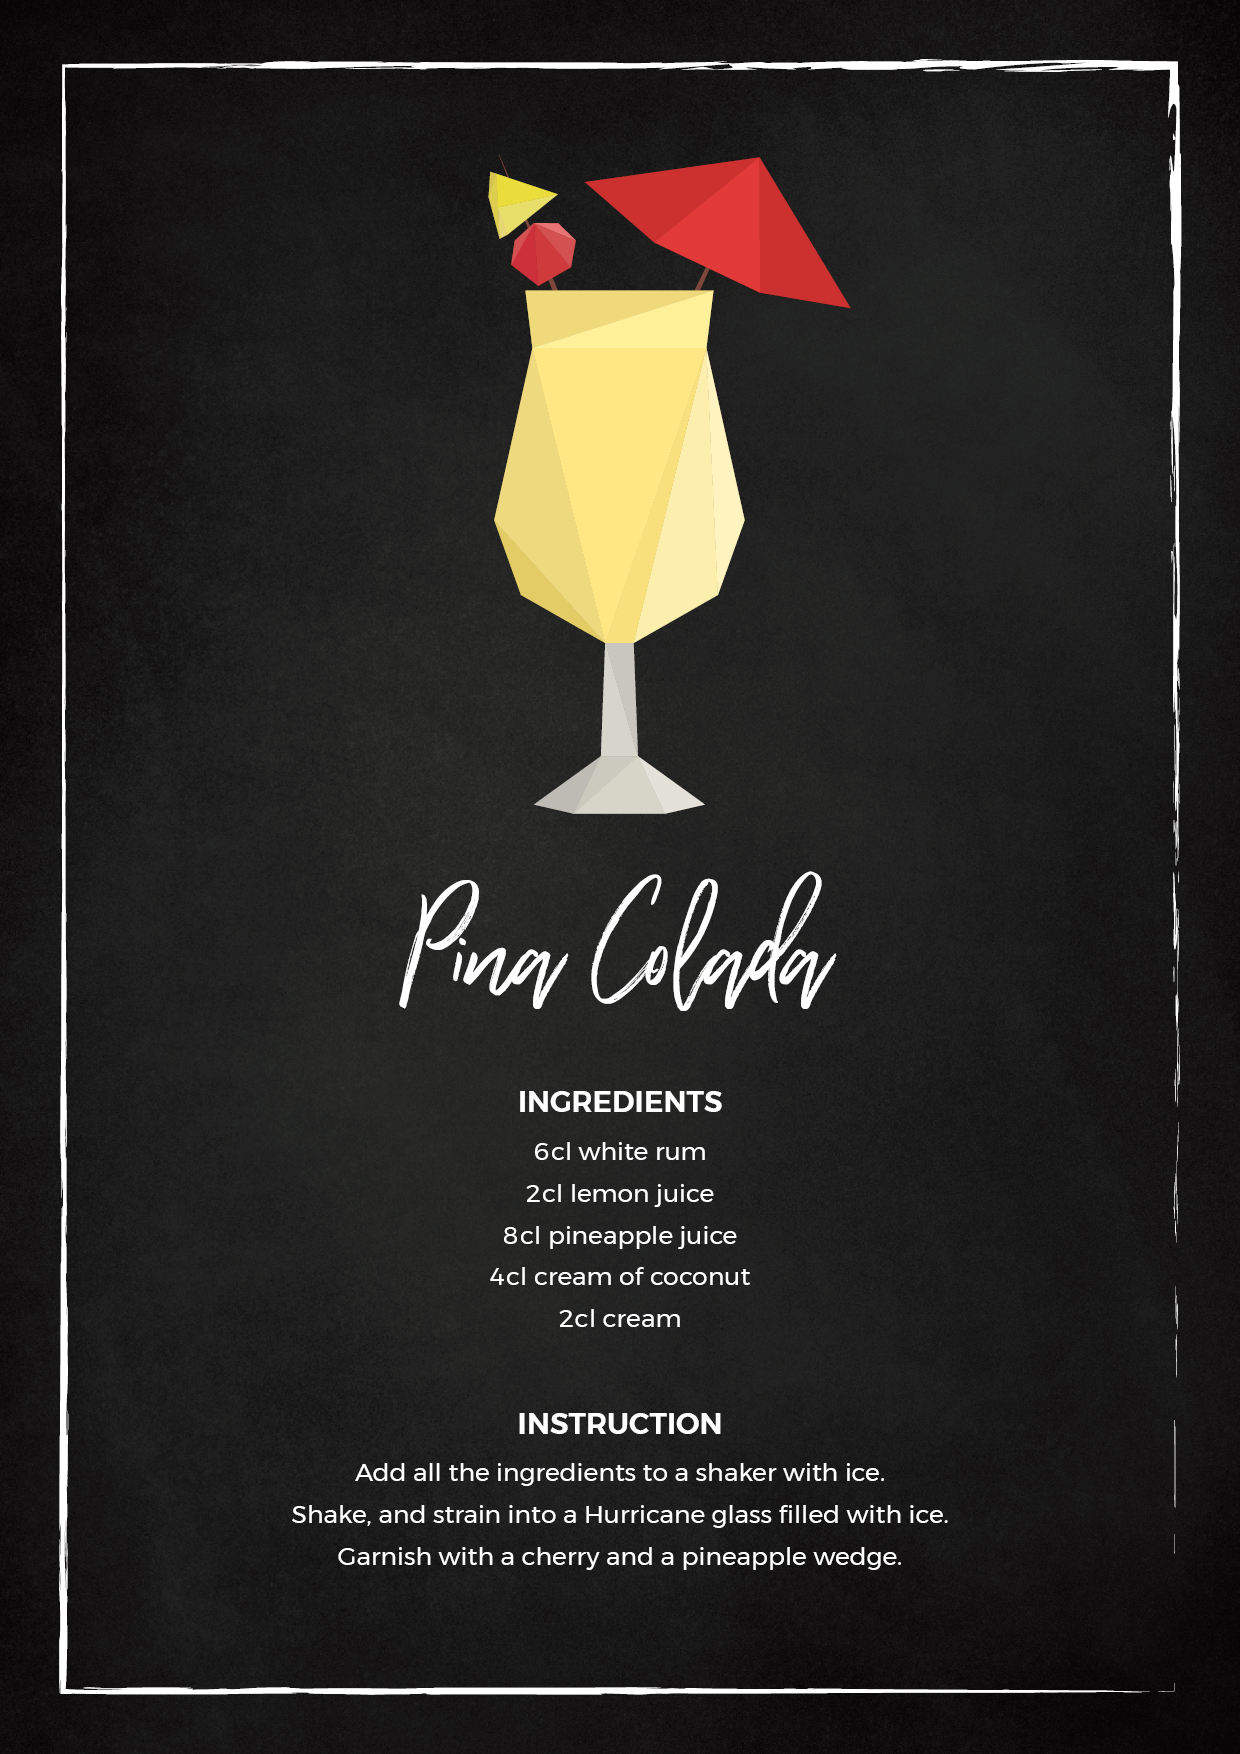 Pina Colada
INGREDIENTS
6cl white rum
2cl lemon juice
8cl pineapple juice
4cl cream of coconut
2cl cream
INSTRUCTION
Add all the ingredients to a shaker with ice.
Shake, and strain into a Hurricane glass filled with ice.
Garnish with a cherry and a pineapple wedge.